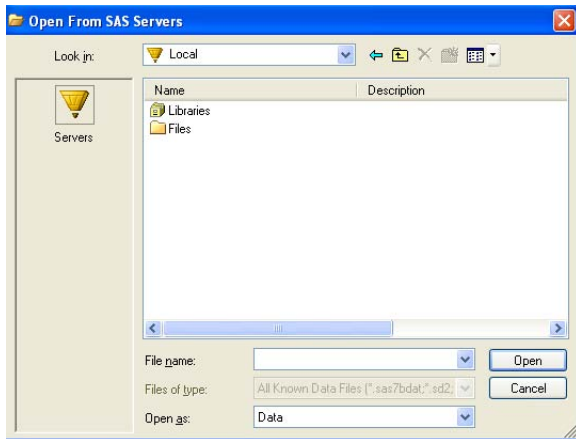 Open From SAS Servers
Look in:
Local
Servers
Name Description
Libraries
Files
File name:
Open
Files of type:
All Known Data Files (*.sas7bdat;*.sd2;
Cancel
Open as:
Data